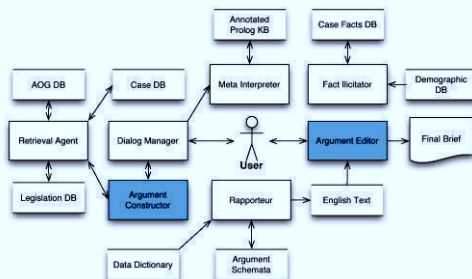 Annotated
Prolog KB
Case Facts DB
AOG DB
Case DB
Meta Interpreter
Fact Ilicitator
Demographic
DB
Retrieval Agent
Dialog Manager
User
Argument Editor
Final Brief
Legislation DB
Argument
Constructor
Rapporteur
English Text
Data Dictionary
Argument
Schemata